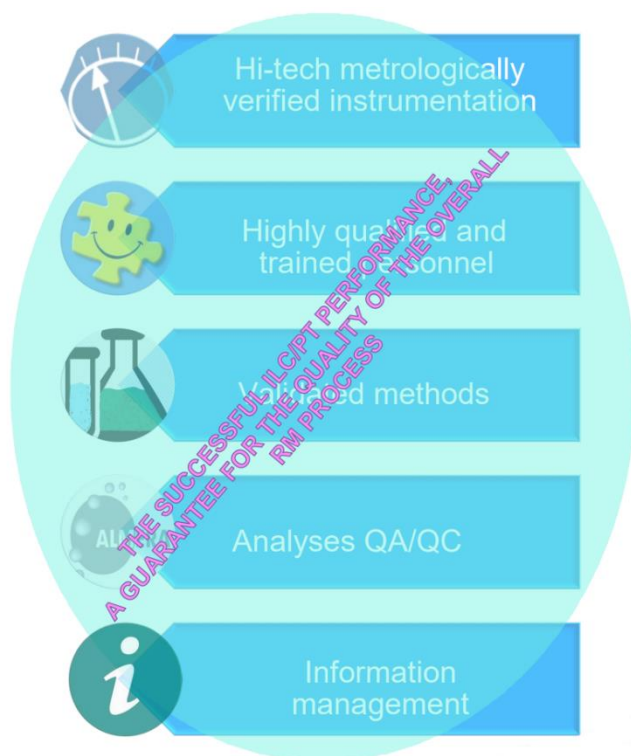 Hi-tech metrologically
verified instrumentation
Highly qualified and
trained personnel
Validated methods
Analyses QA/QC
Information
management
THE SUCCESSFUL ILC/PT PERFORMANCE,
A GUARANTEE FOR THE QUALITY OF THE OVERALL
RM PROCESS